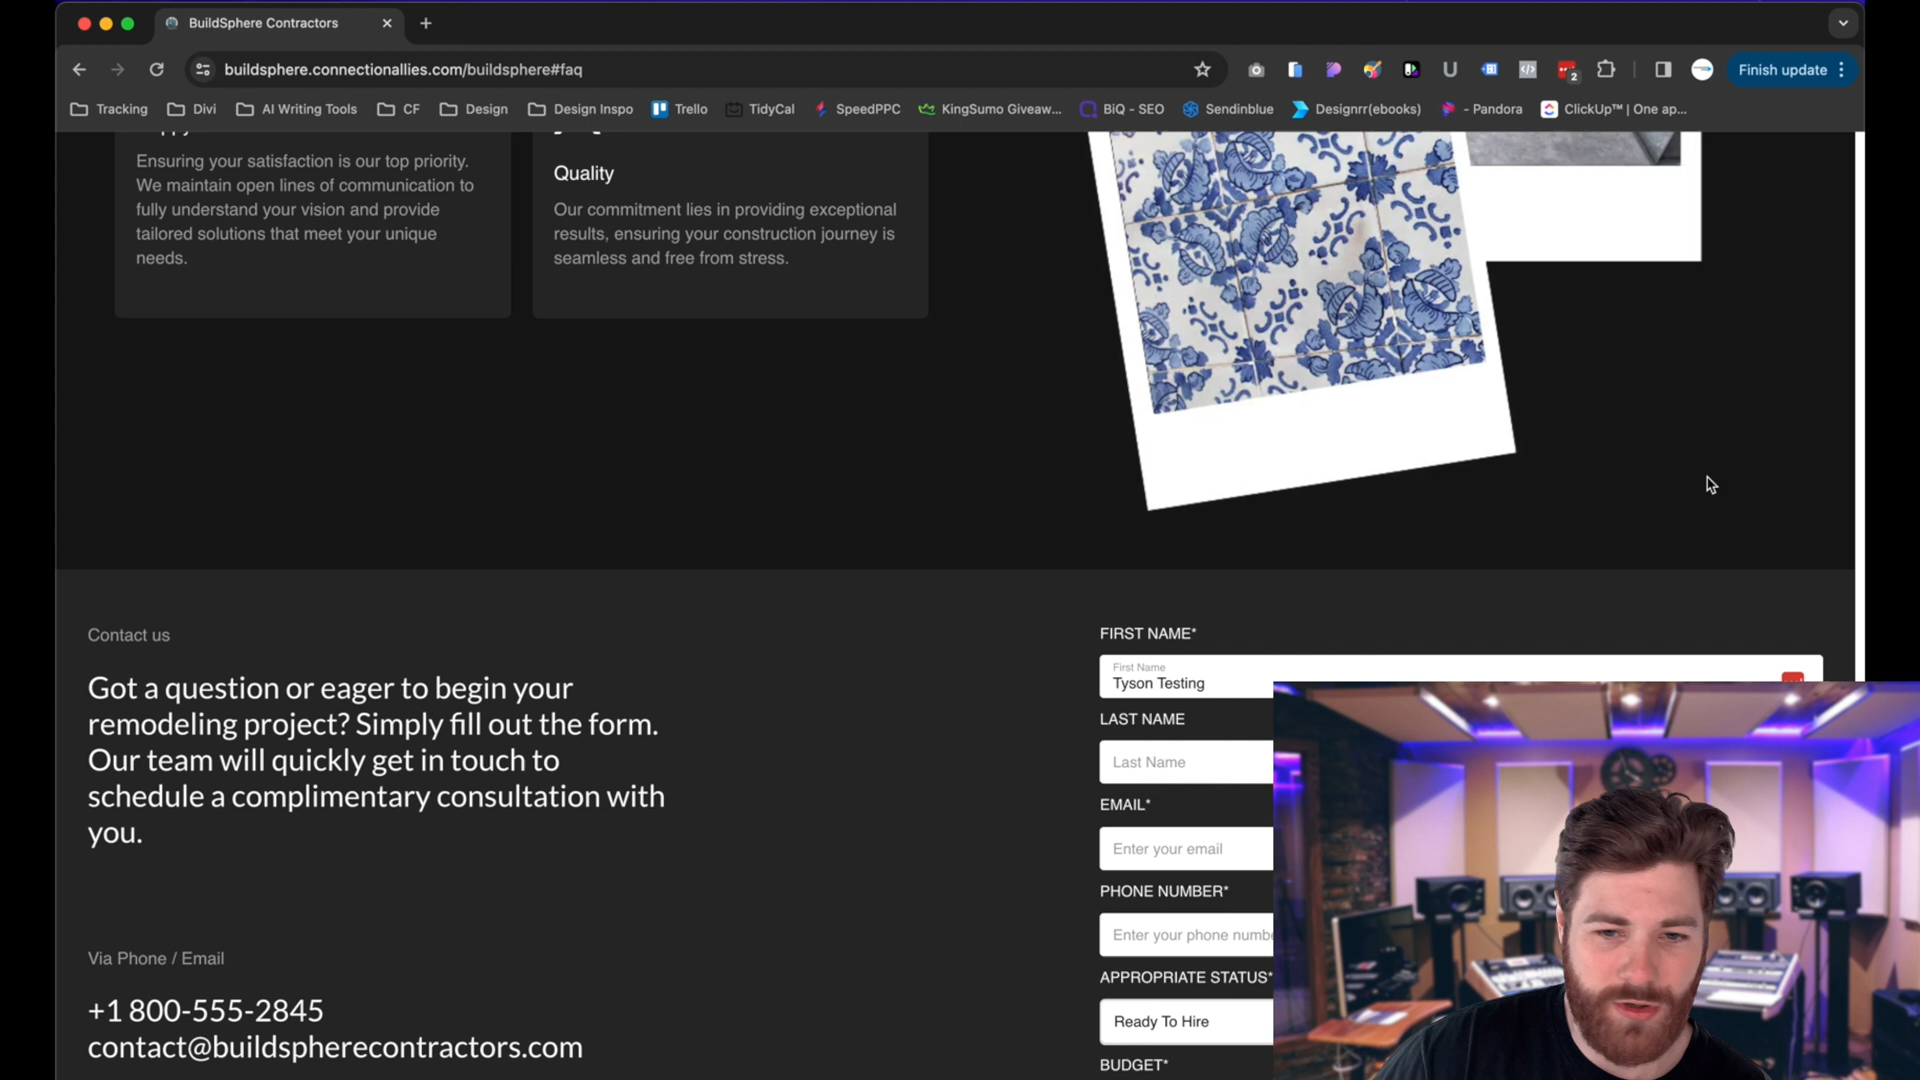 BuildSphere Contractors
buildsphere.connectionallies.com/buildsphere#faq
2
Finish update
Tracking
Divi
AI Writing Tools
CF
Design
Design Inspo
Trello
TidyCal
SpeedPPC
KingSumo Giveaw...
BiQ - SEO
Sendinblue
Designrr(ebooks)
- Pandora
ClickUp™ | One ap...
Ensuring your satisfaction is our top priority.
We maintain open lines of communication to
fully understand your vision and provide
tailored solutions that meet your unique
needs.
Quality
Our commitment lies in providing exceptional
results, ensuring your construction journey is
seamless and free from stress.
Contact us
Got a question or eager to begin your
remodeling project? Simply fill out the form.
Our team will quickly get in touch to
schedule a complimentary consultation with
you.
Via Phone / Email
+1 800-555-2845
contact@buildspherecontractors.com
FIRST NAME*
First Name
Tyson Testing
LAST NAME
Last Name
EMAIL*
Enter your email
PHONE NUMBER*
Enter your phone numbe
APPROPRIATE STATUS*
Ready To Hire
BUDGET*